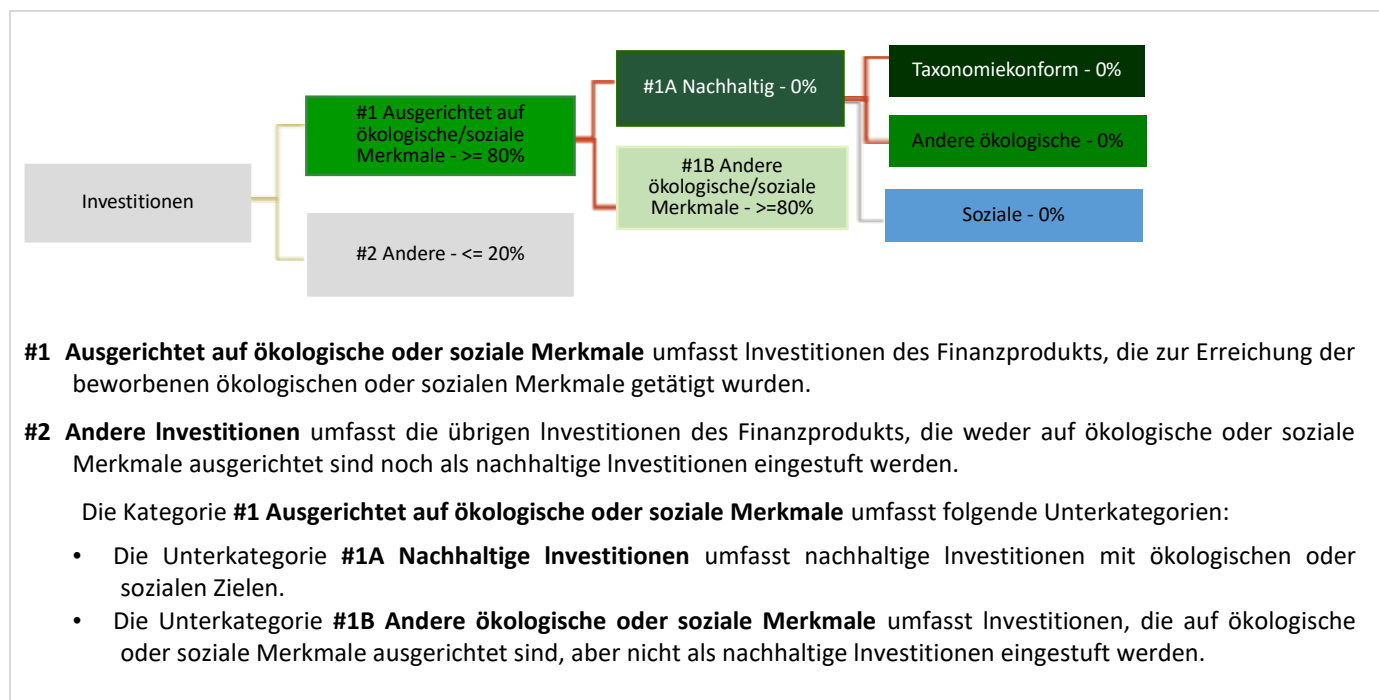 Investitionen
#1 Ausgerichtet auf
ökologische/soziale
Merkmale - >= 80%
#2 Andere - <= 20%
#1A Nachhaltig - 0%
#1B Andere
ökologische/soziale
Merkmale - >=80%
Taxonomiekonform - 0%
Andere ökologische - 0%
Soziale - 0%
#1 Ausgerichtet auf ökologische oder soziale Merkmale umfasst Investitionen des Finanzprodukts, die zur Erreichung der
beworbenen ökologischen oder sozialen Merkmale getätigt wurden.
#2 Andere Investitionen umfasst die übrigen Investitionen des Finanzprodukts, die weder auf ökologische oder soziale
Merkmale ausgerichtet sind noch als nachhaltige Investitionen eingestuft werden.
Die Kategorie #1 Ausgerichtet auf ökologische oder soziale Merkmale umfasst folgende Unterkategorien:
• Die Unterkategorie #1A Nachhaltige Investitionen umfasst nachhaltige Investitionen mit ökologischen oder
sozialen Zielen.
• Die Unterkategorie #1B Andere ökologische oder soziale Merkmale umfasst Investitionen, die auf ökologische
oder soziale Merkmale ausgerichtet sind, aber nicht als nachhaltige Investitionen eingestuft werden.